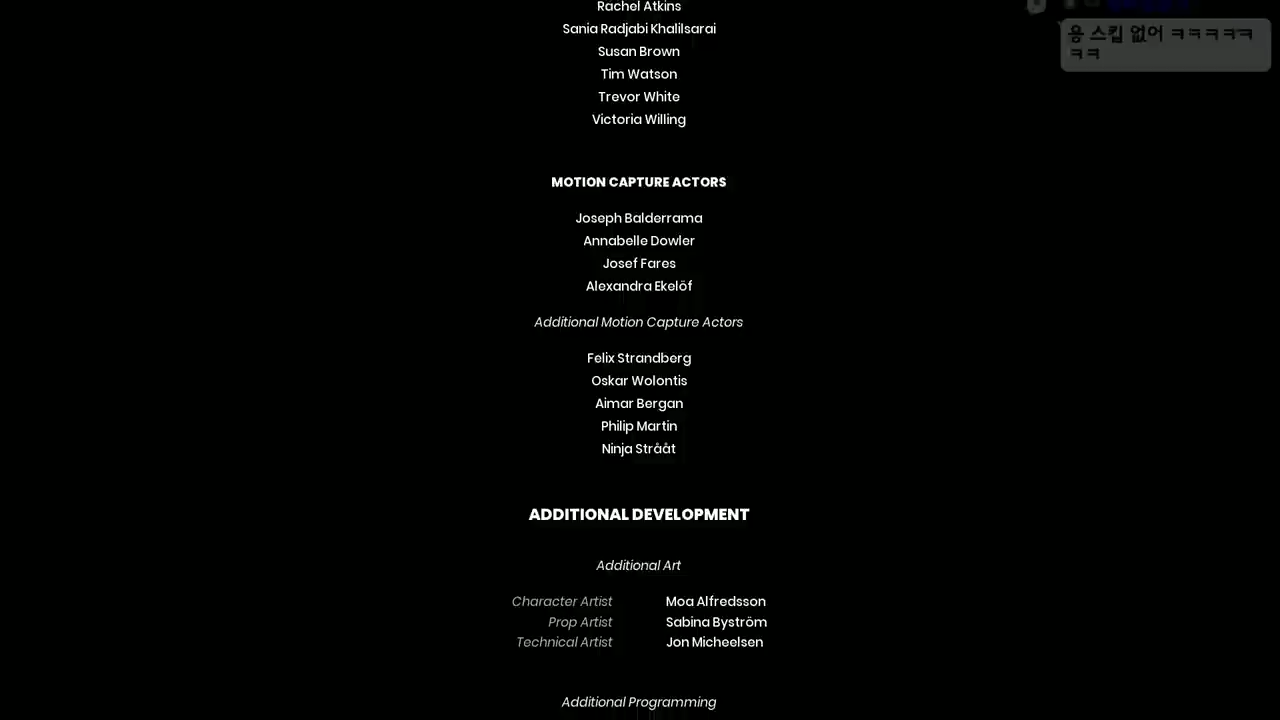 Rachel Atkins
Sania Radjabi Khalilsarai
Susan Brown
Tim Watson
Trevor White
Victoria Willing
MOTION CAPTURE ACTORS
Joseph Balderrama
Annabelle Dowler
Josef Fares
Alexandra Ekelöf
Additional Motion Capture Actors
Felix Strandberg
Oskar Wolontis
Aimar Bergan
Philip Martin
Ninja Strååt
ADDITIONAL DEVELOPMENT
Additional Art
Character Artist Moa Alfredsson
Prop Artist Sabina Byström
Technical Artist Jon Micheelsen
Additional Programming
응 스킵 없어 ㅋㅋㅋㅋㅋ
ㅋㅋ